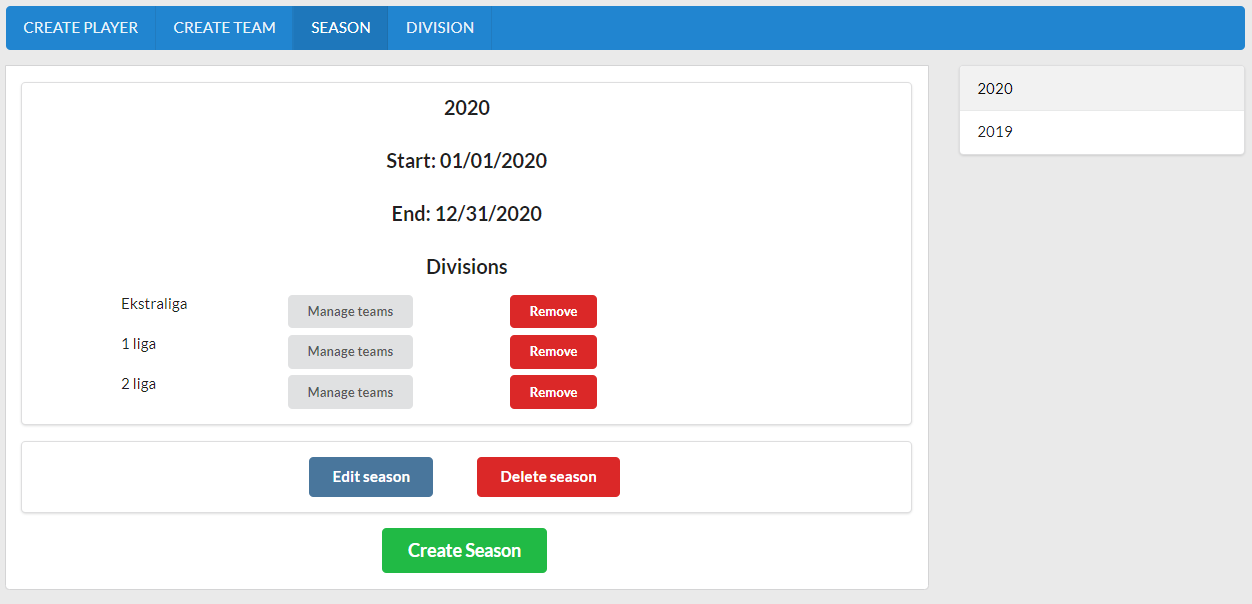 CREATE PLAYER CREATE TEAM SEASON DIVISION
2020
Start: 01/01/2020
End: 12/31/2020
Divisions
Ekstraliga Manage teams Remove
1 liga Manage teams Remove
2 liga Manage teams Remove
Edit season Delete season
Create Season
2020
2019